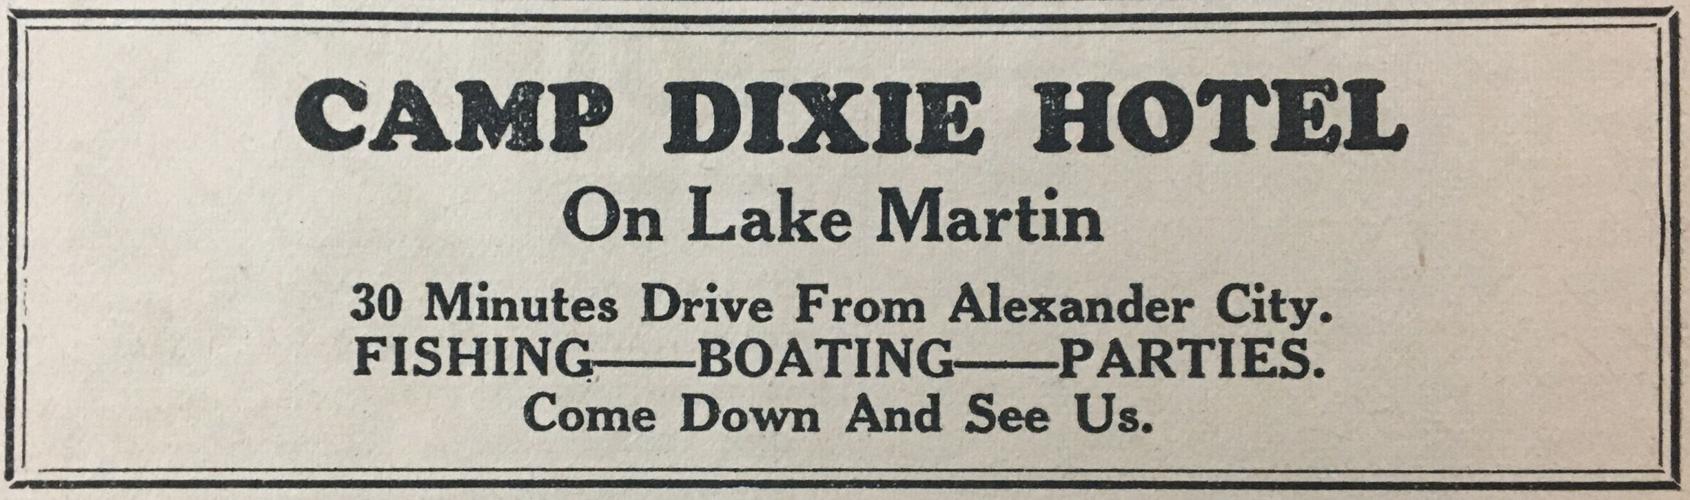 CAMP DIXIE HOTEL
On Lake Martin
30 Minutes Drive From Alexander City.
FISHING——BOATING——PARTIES.
Come Down And See Us.